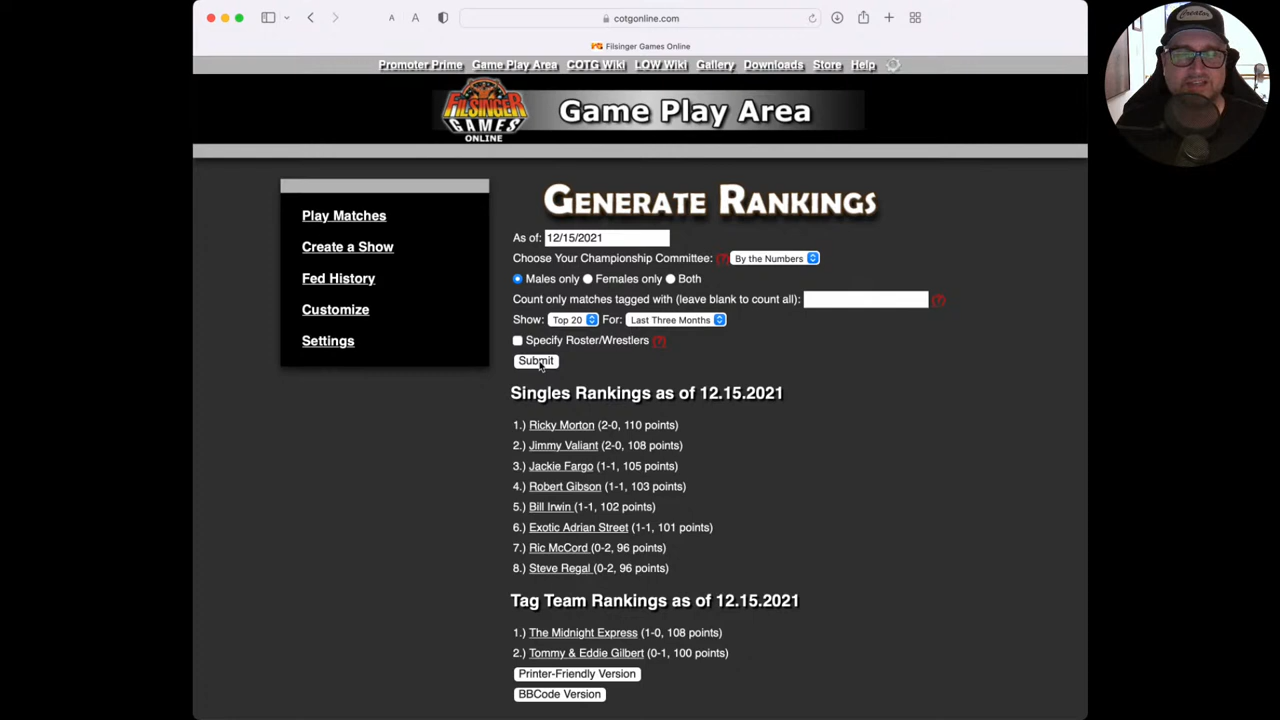 A A cotgonline.com
Filsinger Games Online
Promoter Prime Game Play Area COTG Wiki LOW Wiki Gallery Downloads Store Help
FILSINGER GAMES ONLINE
Game Play Area
Generate Rankings
Play Matches
Create a Show
Fed History
Customize
Settings
As of: 12/15/2021
Choose Your Championship Committee: (?) By the Numbers
Males only Females only Both
Count only matches tagged with (leave blank to count all): (?)
Show: Top 20 For: Last Three Months
Specify Roster/Wrestlers (?)
Submit
Singles Rankings as of 12.15.2021
1.) Ricky Morton (2-0, 110 points)
2.) Jimmy Valiant (2-0, 108 points)
3.) Jackie Fargo (1-1, 105 points)
4.) Robert Gibson (1-1, 103 points)
5.) Bill Irwin (1-1, 102 points)
6.) Exotic Adrian Street (1-1, 101 points)
7.) Ric McCord (0-2, 96 points)
8.) Steve Regal (0-2, 96 points)
Tag Team Rankings as of 12.15.2021
1.) The Midnight Express (1-0, 108 points)
2.) Tommy & Eddie Gilbert (0-1, 100 points)
Printer-Friendly Version
BBCode Version